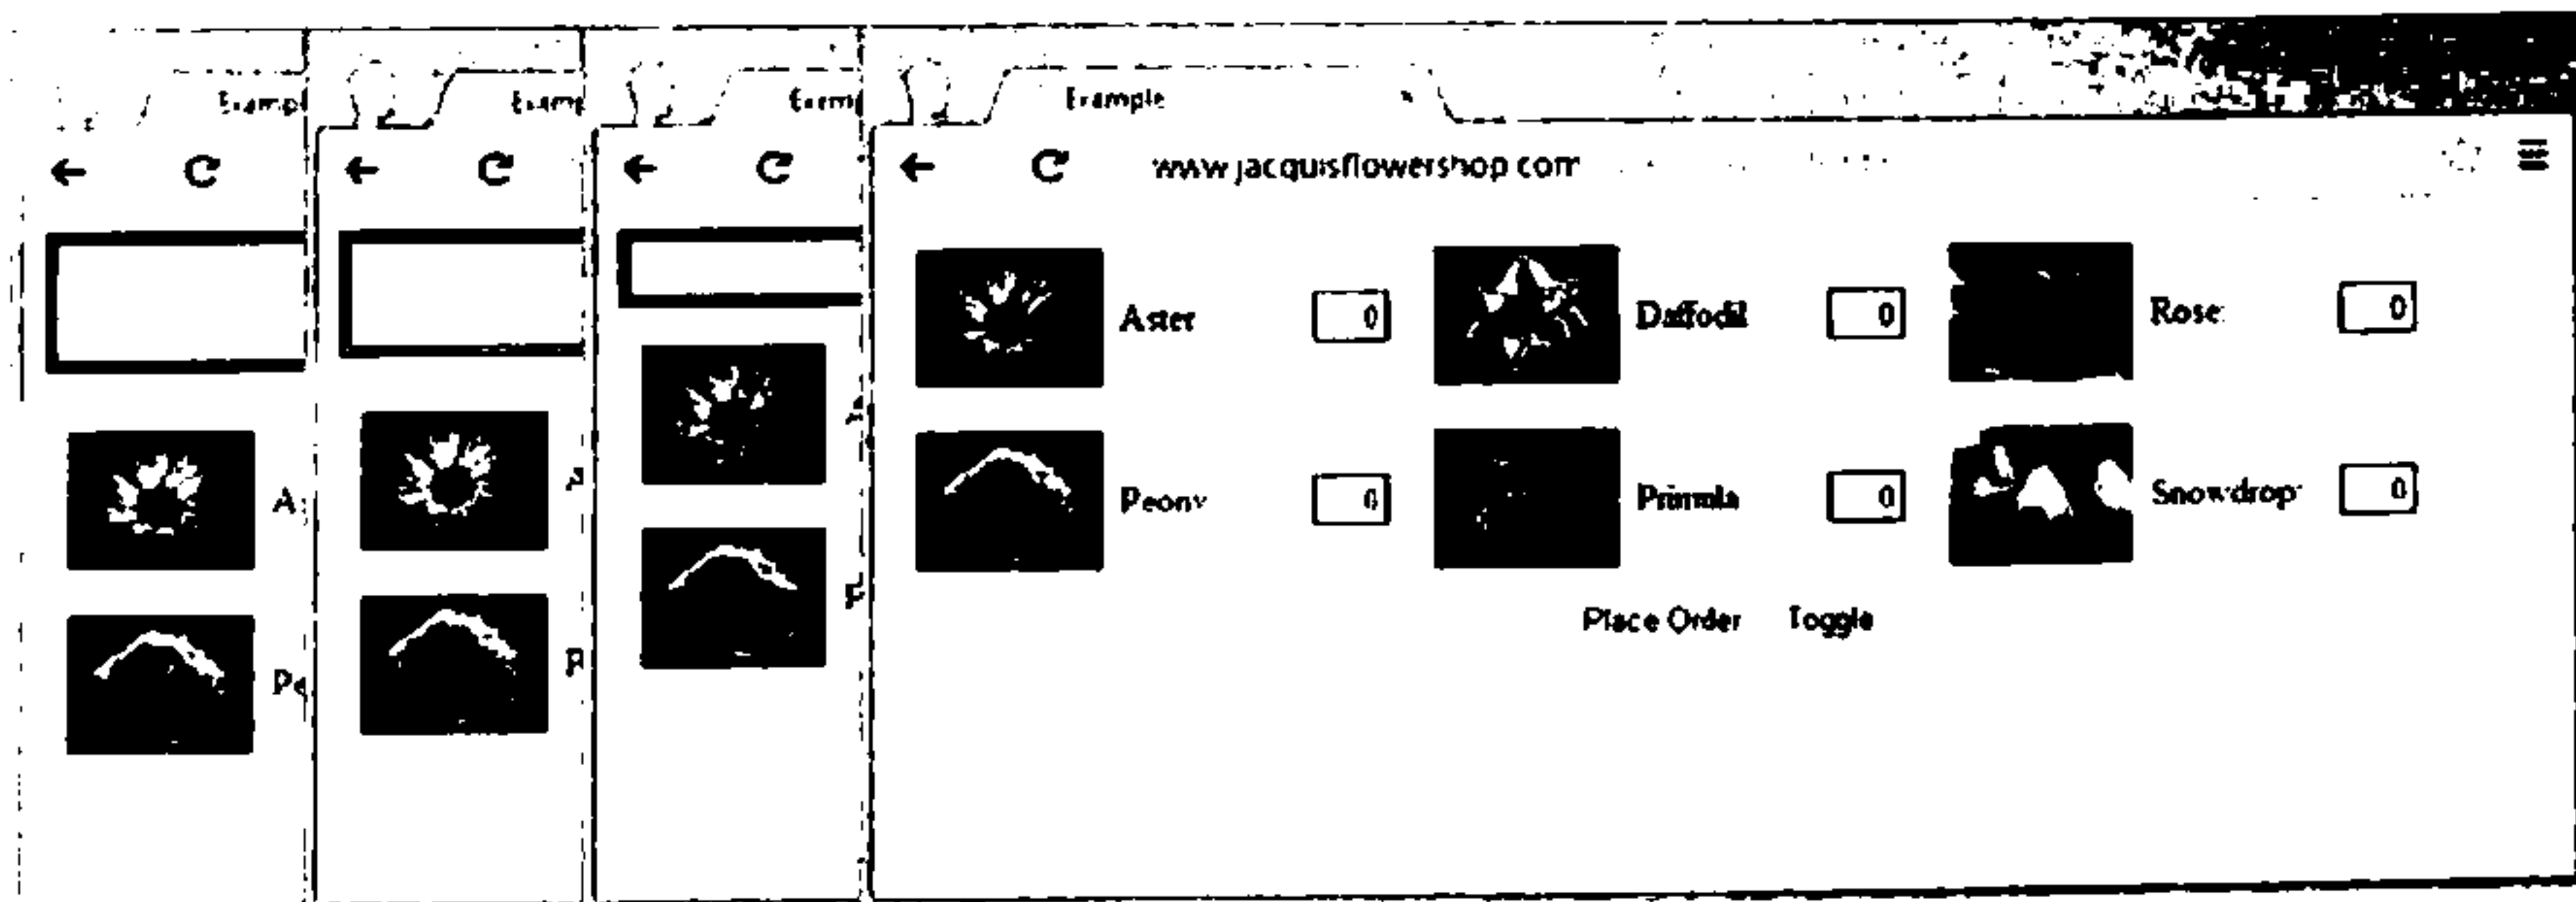 Example
www.jacquisflowershop.com
Aster 0 Daffodil 0 Rose: 0
Peony 0 Primula 0 Snowdrop: 0
Place Order Toggle